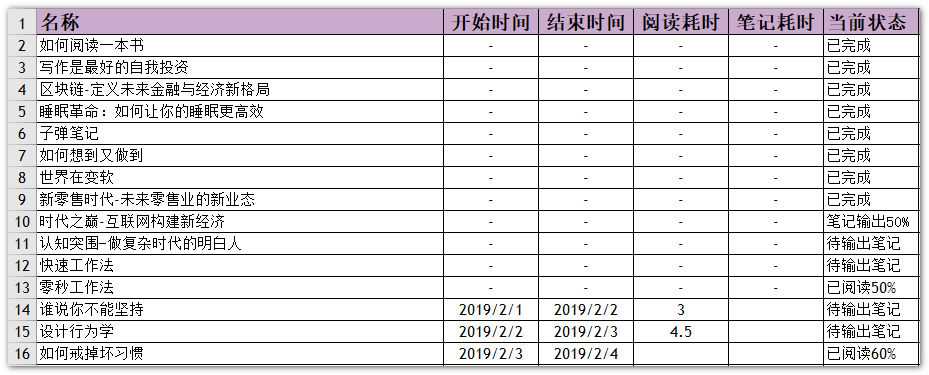 1 名称 开始时间 结束时间 阅读耗时 笔记耗时 当前状态
2 如何阅读一本书 - - - - 已完成
3 写作是最好的自我投资 - - - - 已完成
4 区块链-定义未来金融与经济新格局 - - - - 已完成
5 睡眠革命：如何让你的睡眠更高效 - - - - 已完成
6 子弹笔记 - - - - 已完成
7 如何想到又做到 - - - - 已完成
8 世界在变软 - - - - 已完成
9 新零售时代-未来零售业的新业态 - - - - 已完成
10 时代之巅-互联网构建新经济 - - - - 笔记输出50%
11 认知突围-做复杂时代的明白人 - - - - 待输出笔记
12 快速工作法 - - - - 待输出笔记
13 零秒工作法 - - - - 已阅读50%
14 谁说你不能坚持 2019/2/1 2019/2/2 3 待输出笔记
15 设计行为学 2019/2/2 2019/2/3 4.5 待输出笔记
16 如何戒掉坏习惯 2019/2/3 2019/2/4 已阅读60%